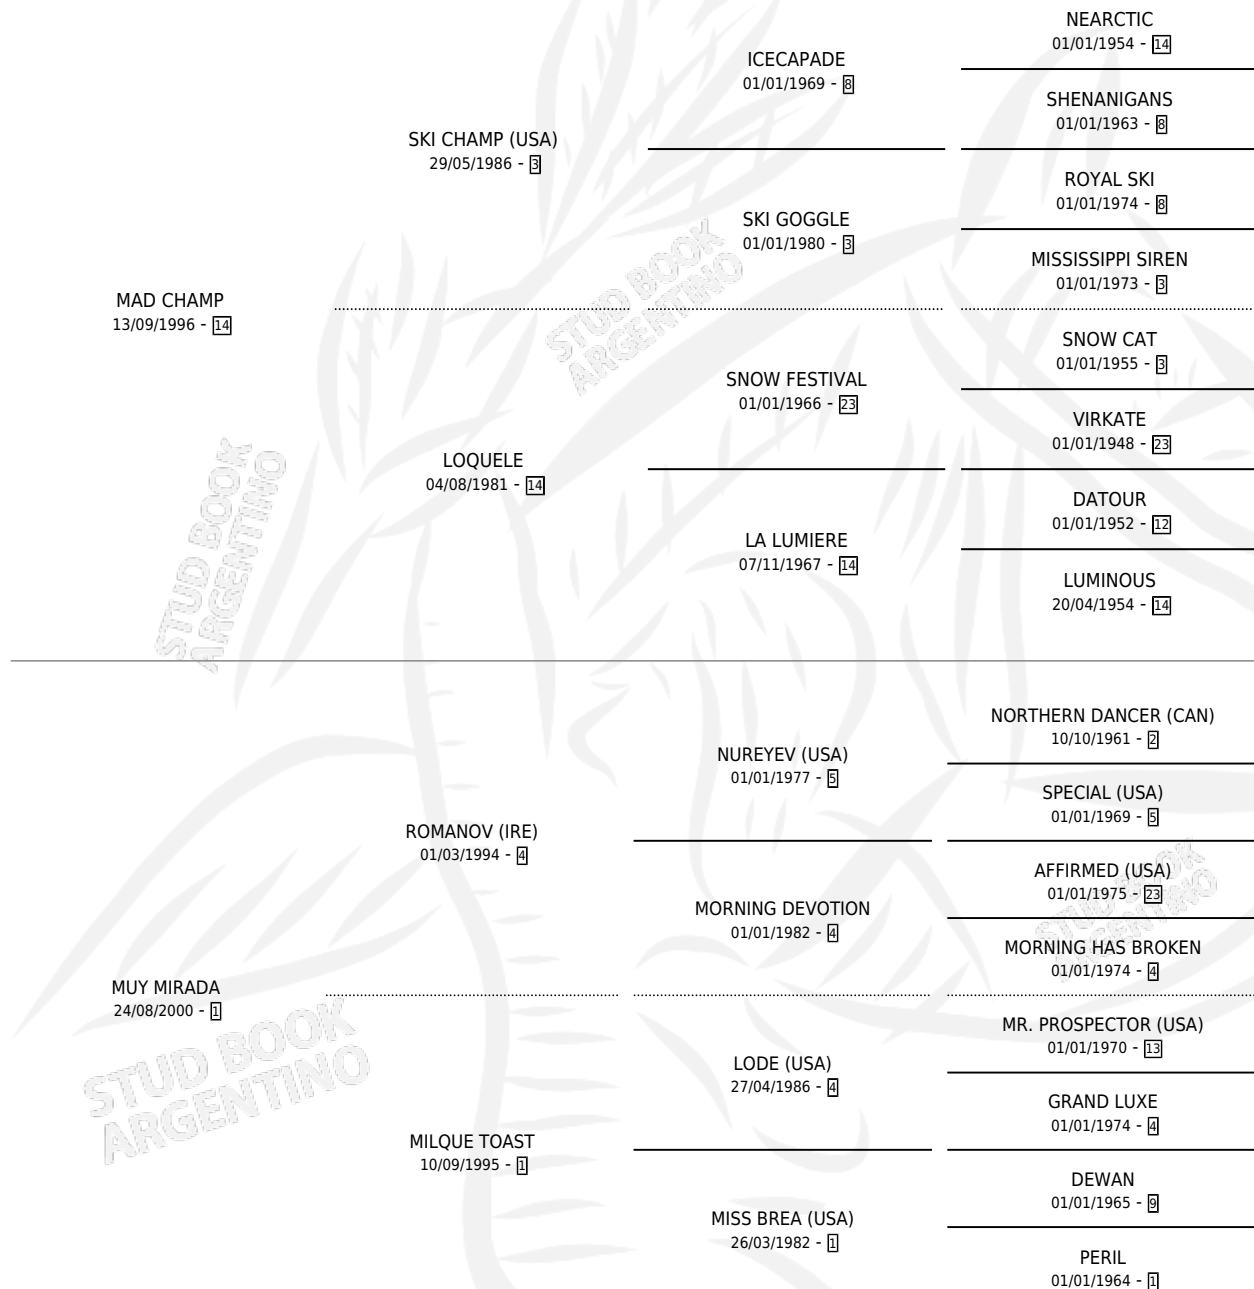 NEARCTIC
01/01/1954 - 14
ICECAPADE
01/01/1969 - 8
SHENANIGANS
01/01/1963 - 8
SKI CHAMP (USA)
29/05/1986 - 3
ROYAL SKI
01/01/1974 - 8
SKI GOGGLE
01/01/1980 - 3
MISSISSIPPI SIREN
01/01/1973 - 3
MAD CHAMP
13/09/1996 - 14
STUD BOOK
ARGENTINO
SNOW CAT
01/01/1955 - 3
SNOW FESTIVAL
01/01/1966 - 23
VIRKATE
01/01/1948 - 23
LOQUELE
04/08/1981 - 14
DATOUR
01/01/1952 - 12
LA LUMIERE
07/11/1967 - 14
LUMINOUS
20/04/1954 - 14
STUD BOOK
ARGENTINO
NORTHERN DANCER (CAN)
10/10/1961 - 2
NUREYEV (USA)
01/01/1977 - 5
SPECIAL (USA)
01/01/1969 - 5
ROMANOV (IRE)
01/03/1994 - 4
AFFIRMED (USA)
01/01/1975 - 23
MORNING DEVOTION
01/01/1982 - 4
MORNING HAS BROKEN
01/01/1974 - 4
STUD BOOK
ARGENTINO
MUY MIRADA
24/08/2000 - 1
STUD BOOK
ARGENTINO
MR. PROSPECTOR (USA)
01/01/1970 - 13
LODE (USA)
27/04/1986 - 4
GRAND LUXE
01/01/1974 - 4
MILQUE TOAST
10/09/1995 - 1
DEWAN
01/01/1965 - 9
MISS BREA (USA)
26/03/1982 - 1
PERIL
01/01/1964 - 1